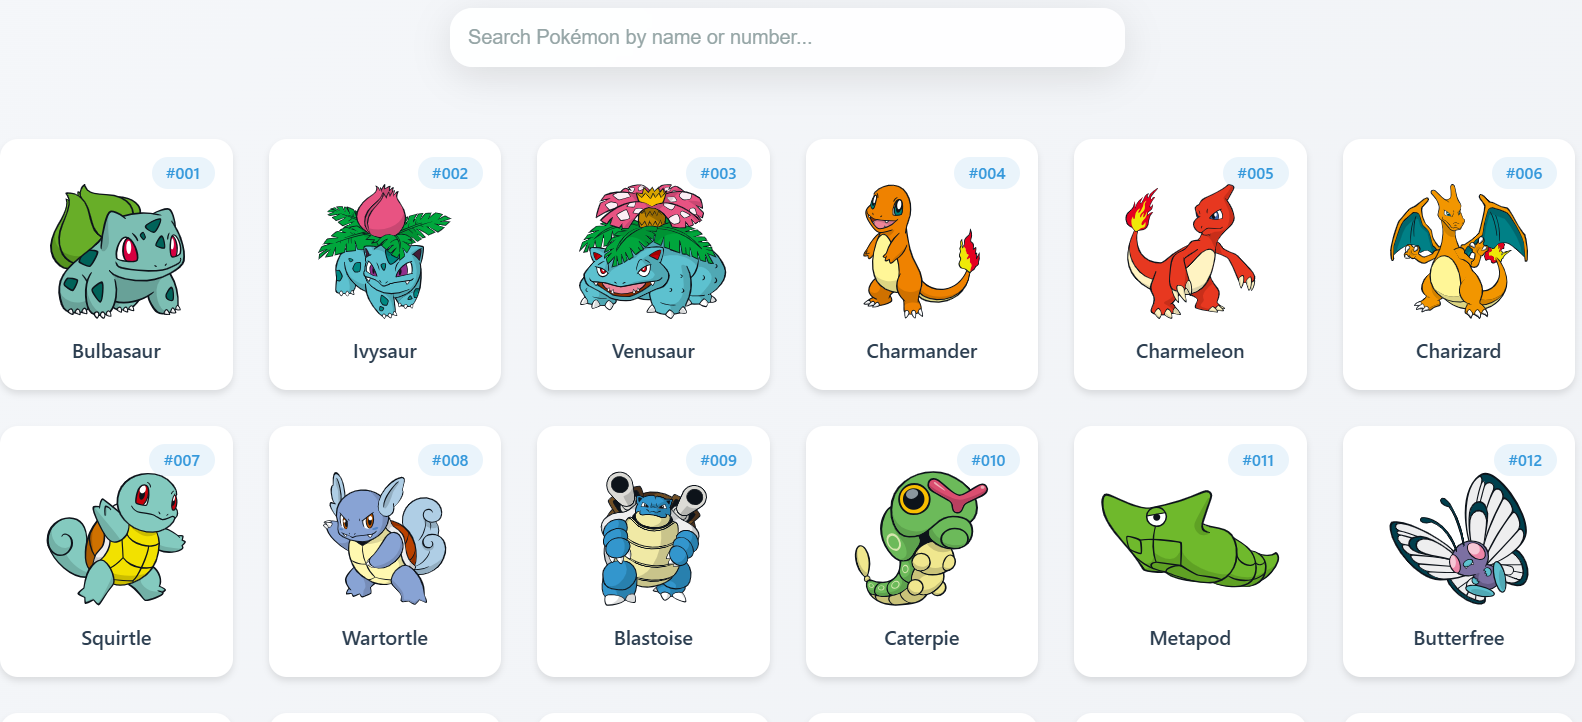 Search Pokémon by name or number...
#001
Bulbasaur
#002
Ivysaur
#003
Venusaur
#004
Charmander
#005
Charmeleon
#006
Charizard
#007
Squirtle
#008
Wartortle
#009
Blastoise
#010
Caterpie
#011
Metapod
#012
Butterfree